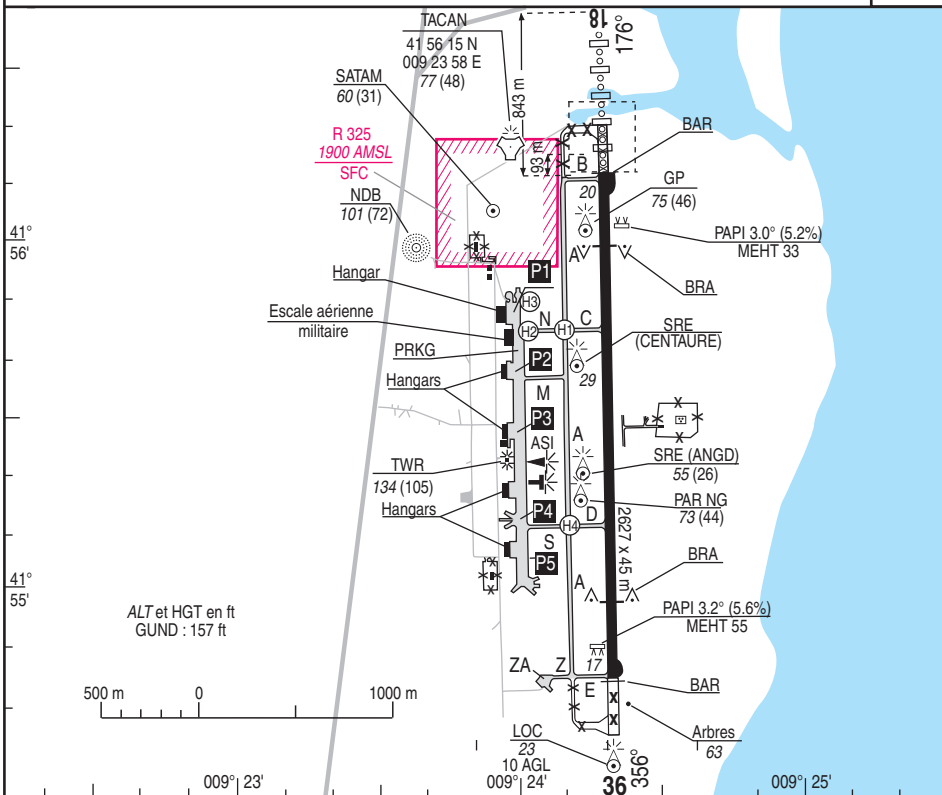 TACAN
41 56 15 N
009 23 58 E
77 (48)
18
176°
SATAM
60 (31)
843 m
R 325
1900 AMSL
SFC
93 m
B
BAR
NDB
101 (72)
20
GP
75 (46)
41°
56'
PAPI 3.0° (5.2%)
MEHT 33
A
P1
Hangar
H3
BRA
Escale aérienne
militaire
N
H2
H1
C
SRE
(CENTAURE)
PRKG
P2
29
Hangars
M
P3
A
ASI
TWR
134 (105)
SRE (ANGD)
55 (26)
Hangars
PAR NG
73 (44)
P4
D
H4
2627 x 45 m
S
P5
BRA
41°
55'
A
ALT et HGT en ft
GUND : 157 ft
PAPI 3.2° (5.6%)
MEHT 55
ZA
Z
17
E
BAR
500 m
0
1000 m
LOC
23
10 AGL
Arbres
63
36
356°
009° 23'
009° 24'
009° 25'